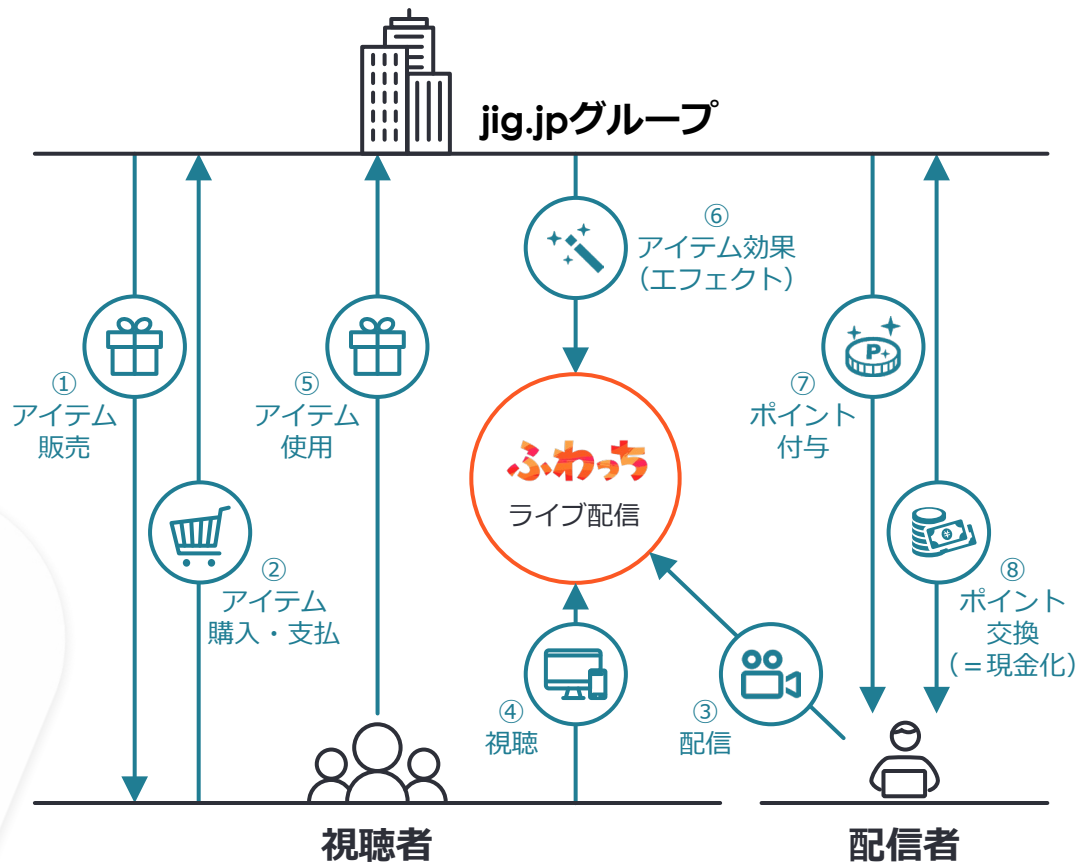 jig.jpグループ
①
アイテム
販売
②
アイテム
購入・支払
⑤
アイテム
使用
⑥
アイテム効果
（エフェクト）
ふわっち
ライブ配信
④
視聴
③
配信
P+
⑦
ポイント
付与
⑧
ポイント
交換
（＝現金化）
視聴者
配信者